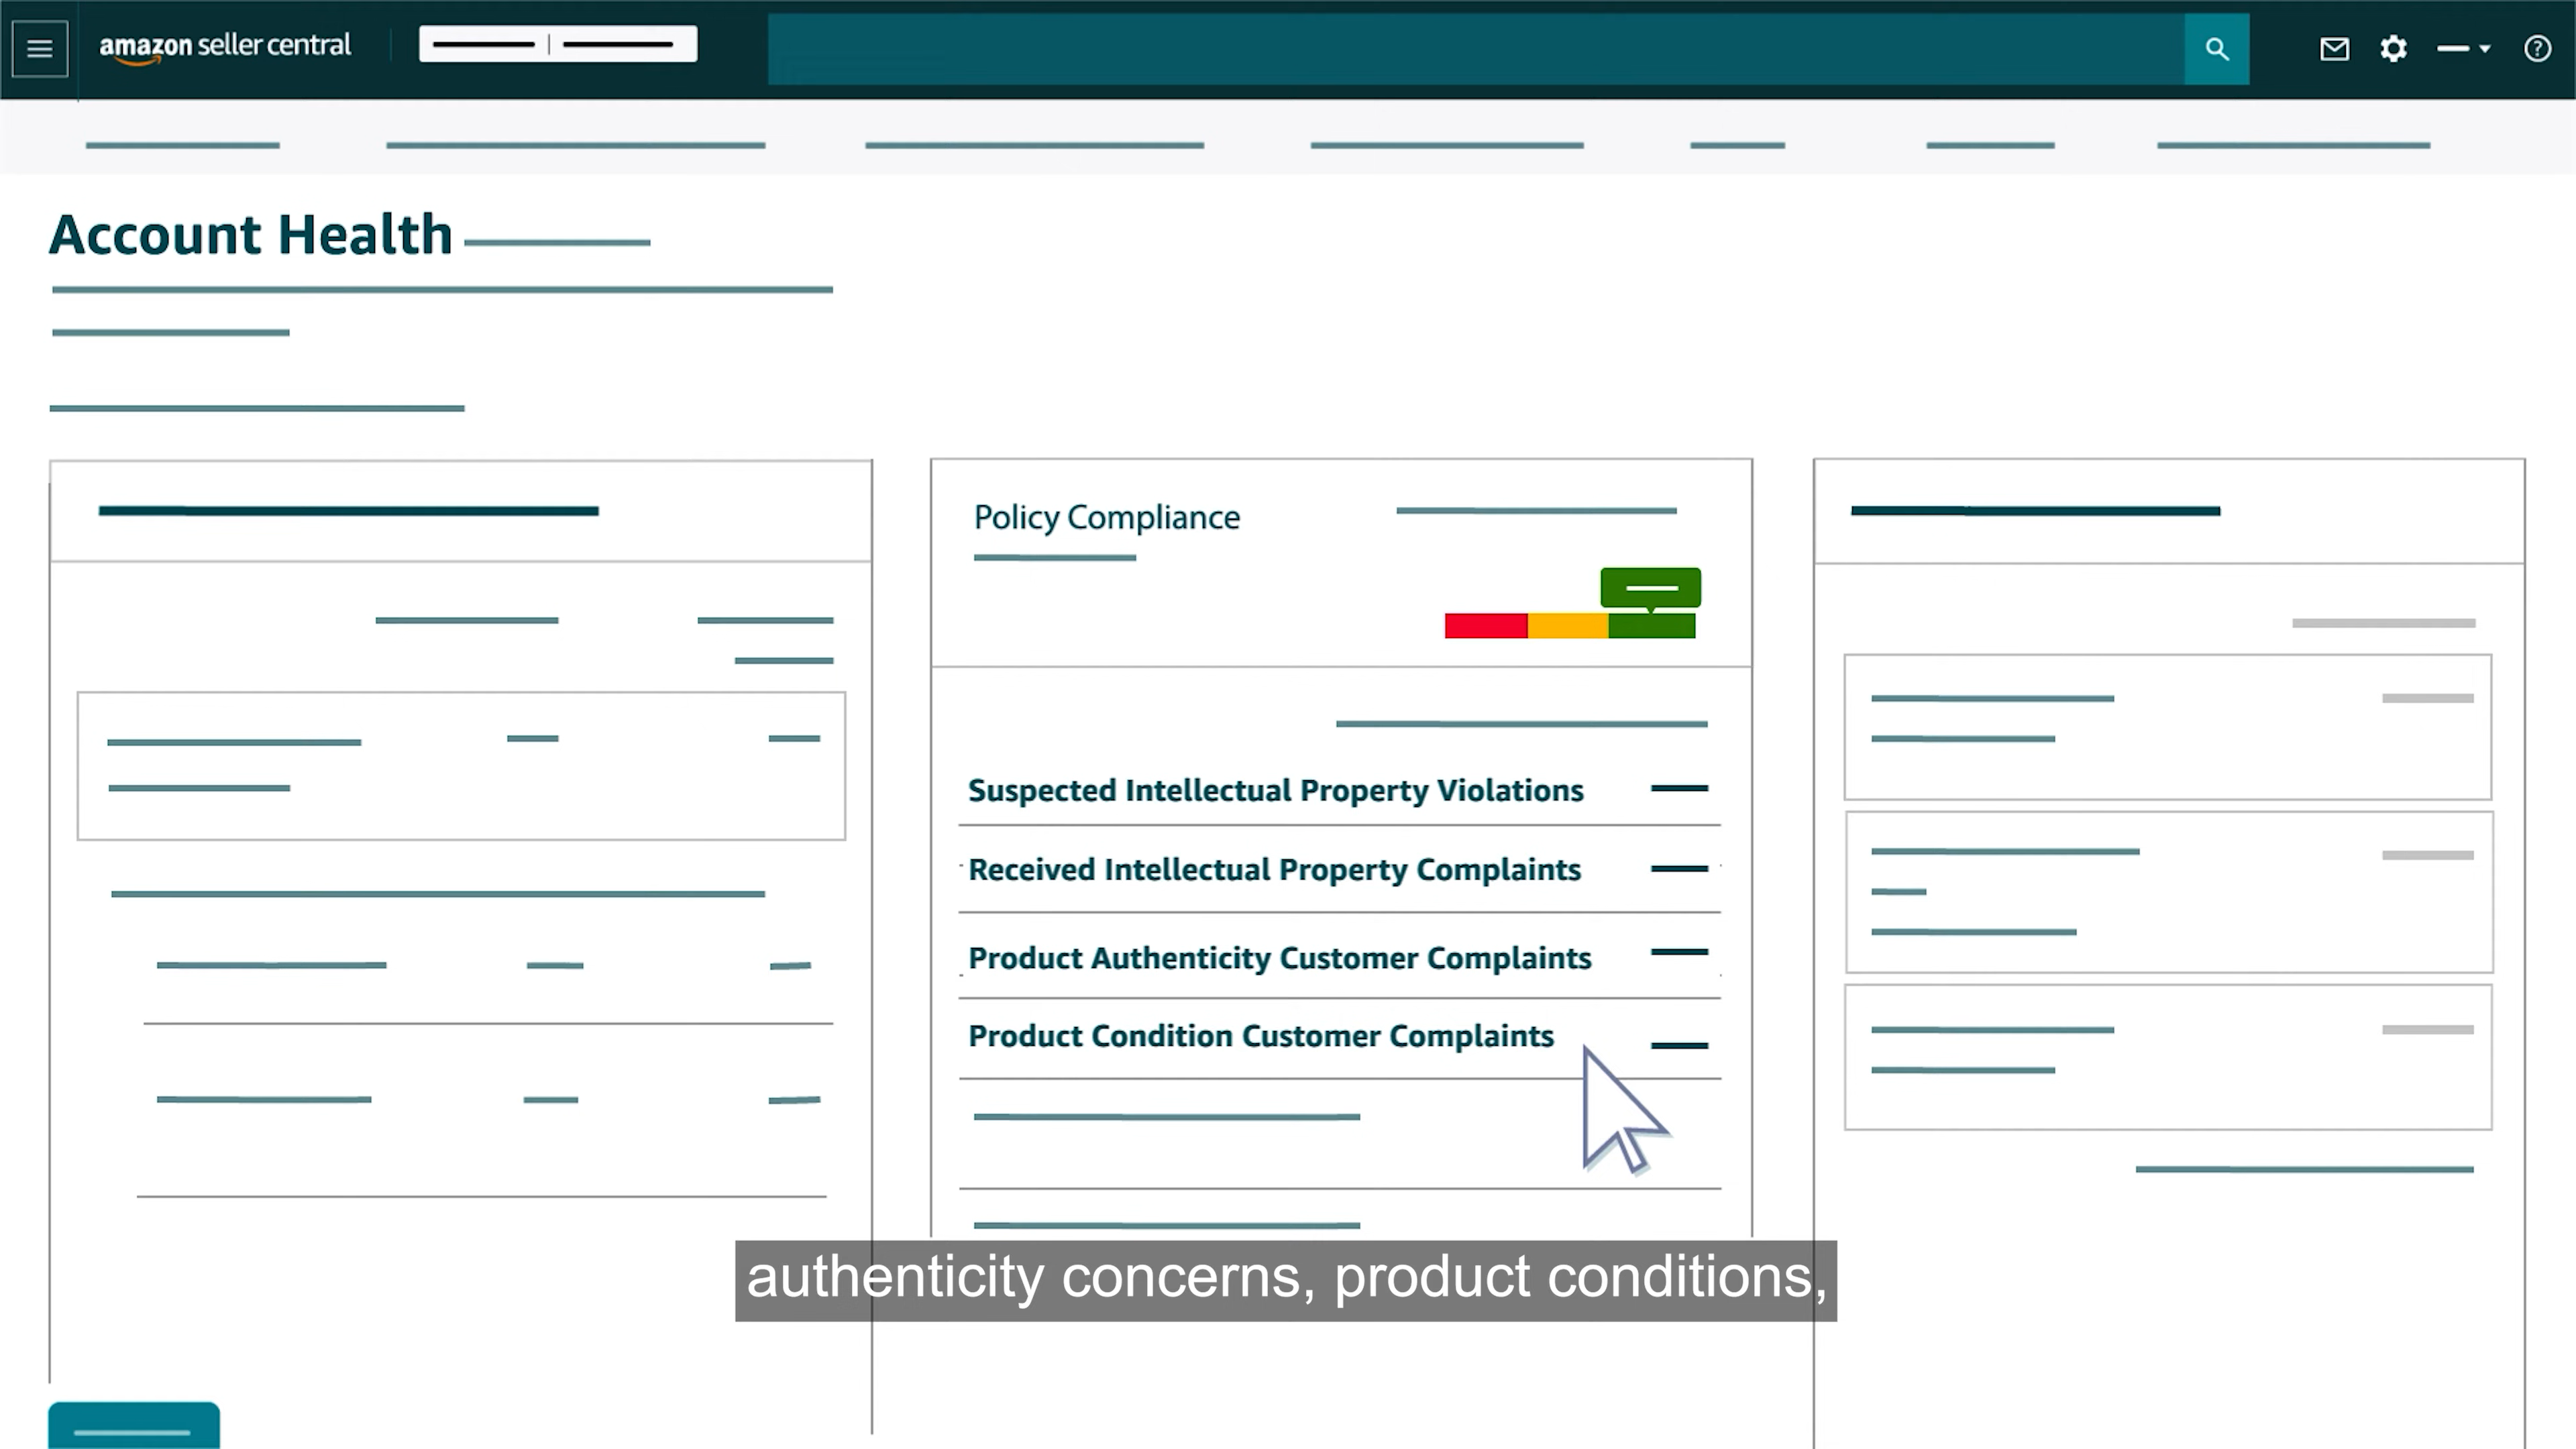 amazon seller central
Account Health
Policy Compliance
Suspected Intellectual Property Violations
Received Intellectual Property Complaints
Product Authenticity Customer Complaints
Product Condition Customer Complaints
authenticity concerns, product conditions,